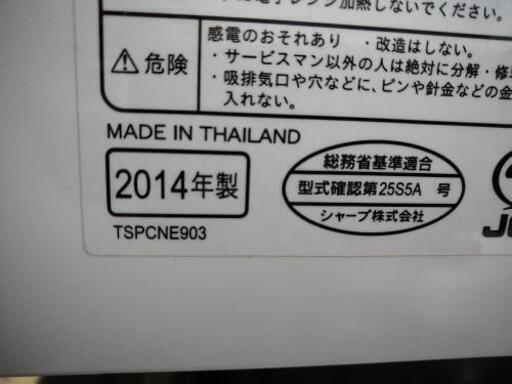 電子レンジ加熱しないでください。
⚠危険
感電のおそれあり ・改造はしない。
・サービスマン以外の人は絶対に分解・修
・吸排気口や穴などに、ピンや針金などの金
入れない。
MADE IN THAILAND
2014年製
TSPCNE903
総務省基準適合
型式確認第25S5A 号
シャープ株式会社